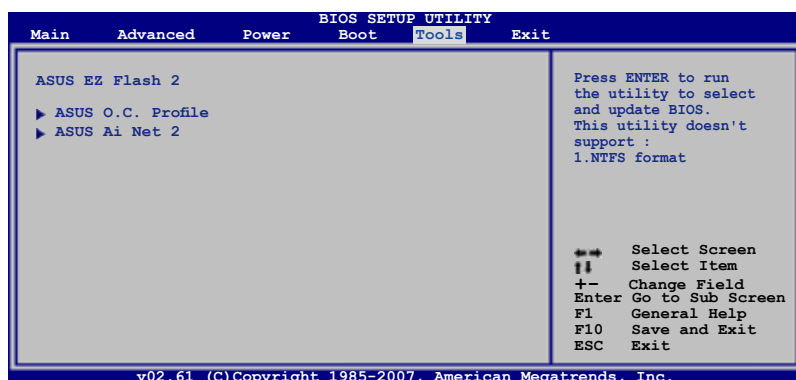 BIOS SETUP UTILITY
Main Advanced Power Boot Tools Exit
ASUS EZ Flash 2
ASUS O.C. Profile
ASUS Ai Net 2
Press ENTER to run
the utility to select
and update BIOS.
This utility doesn't
support :
1.NTFS format
Select Screen
Select Item
+- Change Field
Enter Go to Sub Screen
F1 General Help
F10 Save and Exit
ESC Exit
v02.61 (C)Copyright 1985-2007, American Megatrends, Inc.